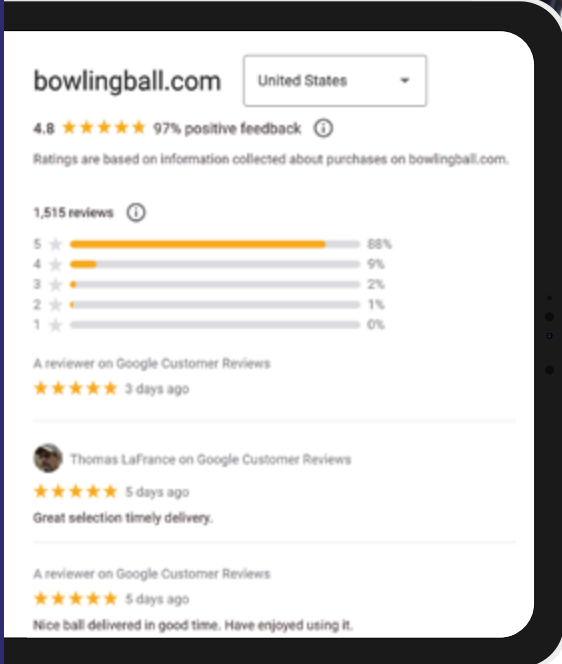 bowlingball.com
United States
4.8 97% positive feedback
Ratings are based on information collected about purchases on bowlingball.com.
1,515 reviews
5 88%
4 9%
3 2%
2 1%
1 0%
A reviewer on Google Customer Reviews
3 days ago
Thomas LaFrance on Google Customer Reviews
5 days ago
Great selection timely delivery.
A reviewer on Google Customer Reviews
5 days ago
Nice ball delivered in good time. Have enjoyed using it.